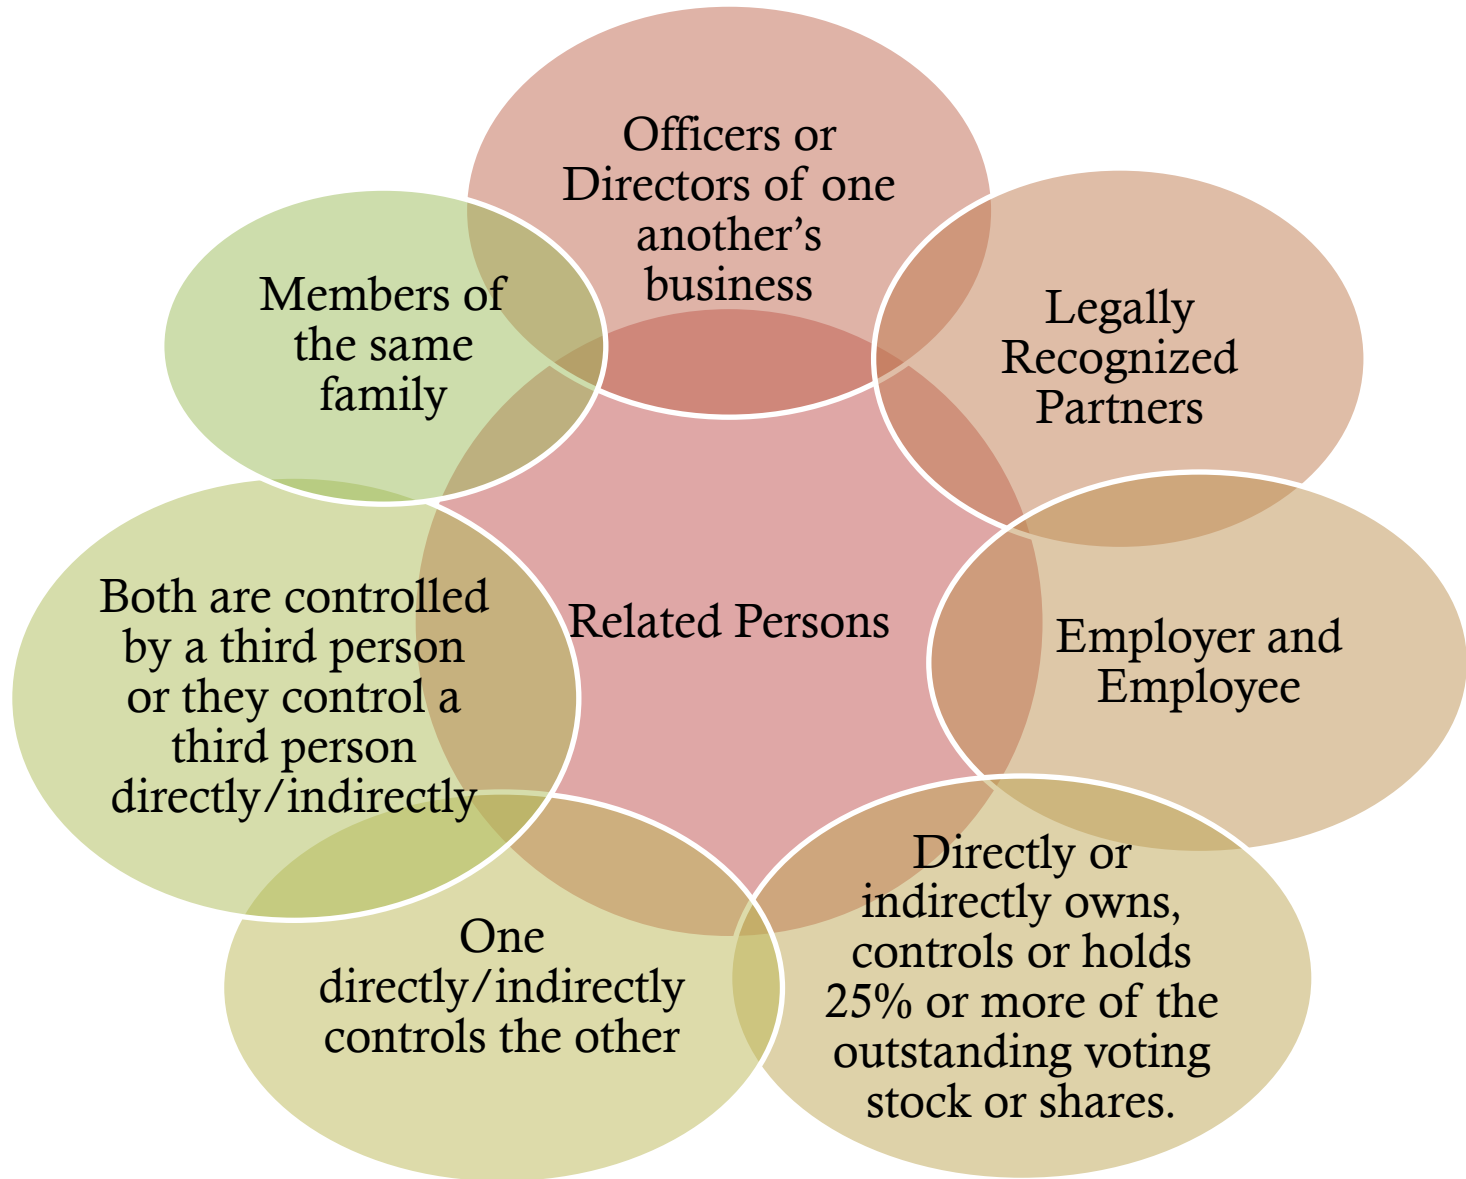 Officers or
Directors of one
another’s
business
Legally
Recognized
Partners
Employer and
Employee
Directly or
indirectly owns,
controls or holds
25% or more of the
outstanding voting
stock or shares.
One
directly/indirectly
controls the other
Both are controlled
by a third person
or they control a
third person
directly/indirectly
Members of
the same
family
Related Persons